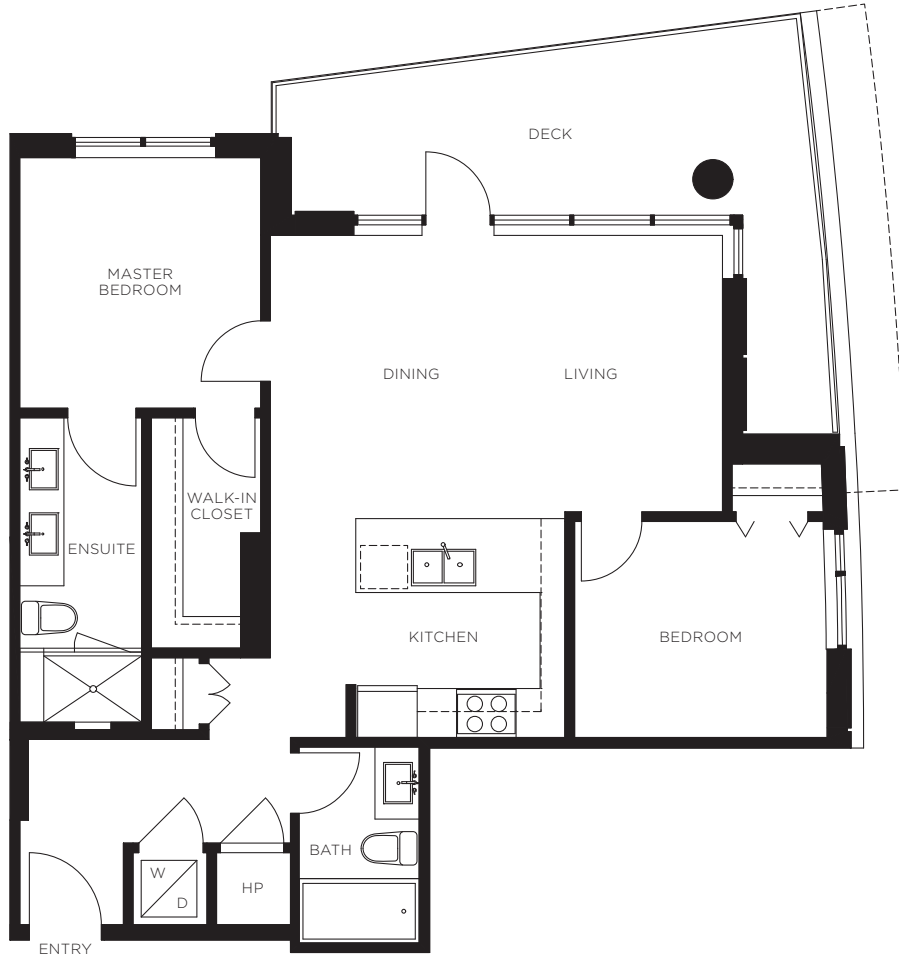 DECK
MASTER
BEDROOM
DINING
LIVING
WALK-IN
CLOSET
ENSUITE
KITCHEN
BEDROOM
BATH
W
D
HP
ENTRY